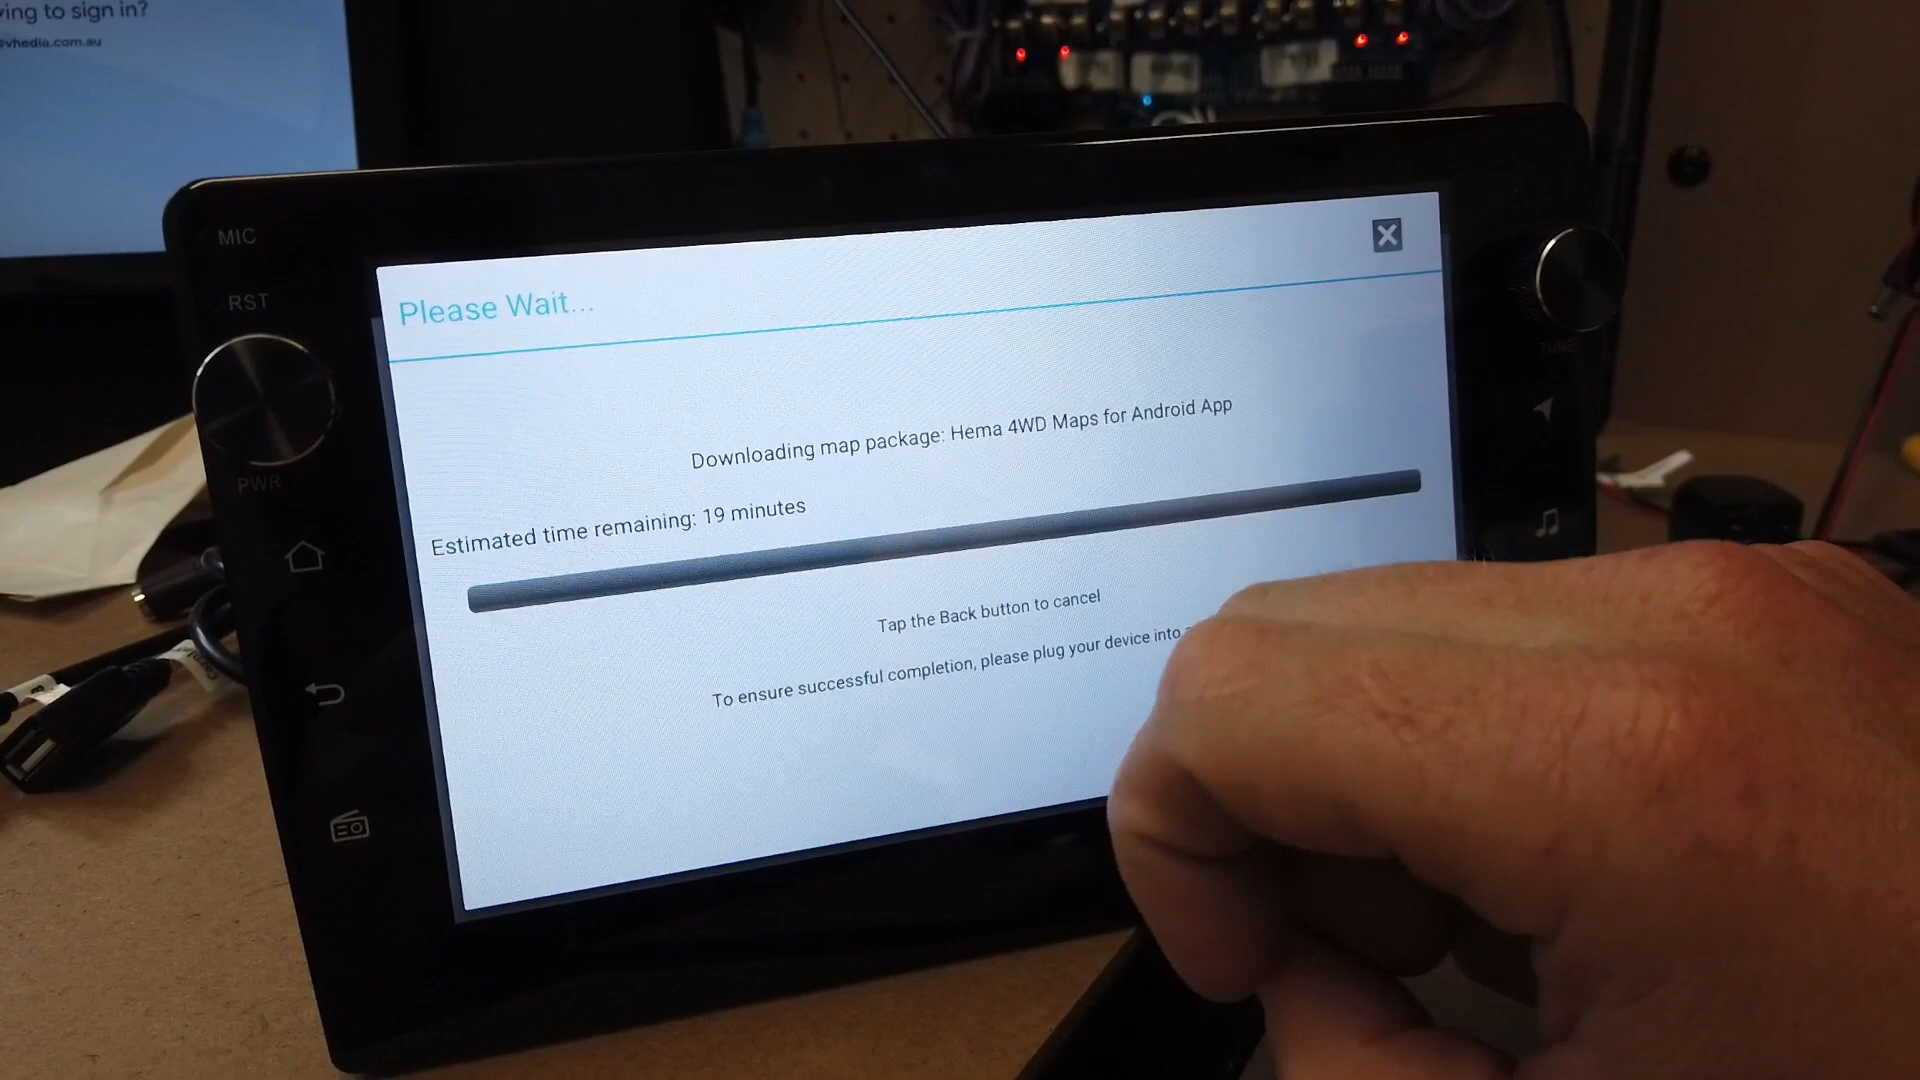 ying to sign in?
@vhedia.com.au
MIC
RST
PWR
TUNE
Please Wait...
Downloading map package: Hema 4WD Maps for Android App
Estimated time remaining: 19 minutes
Tap the Back button to cancel
To ensure successful completion, please plug your device into